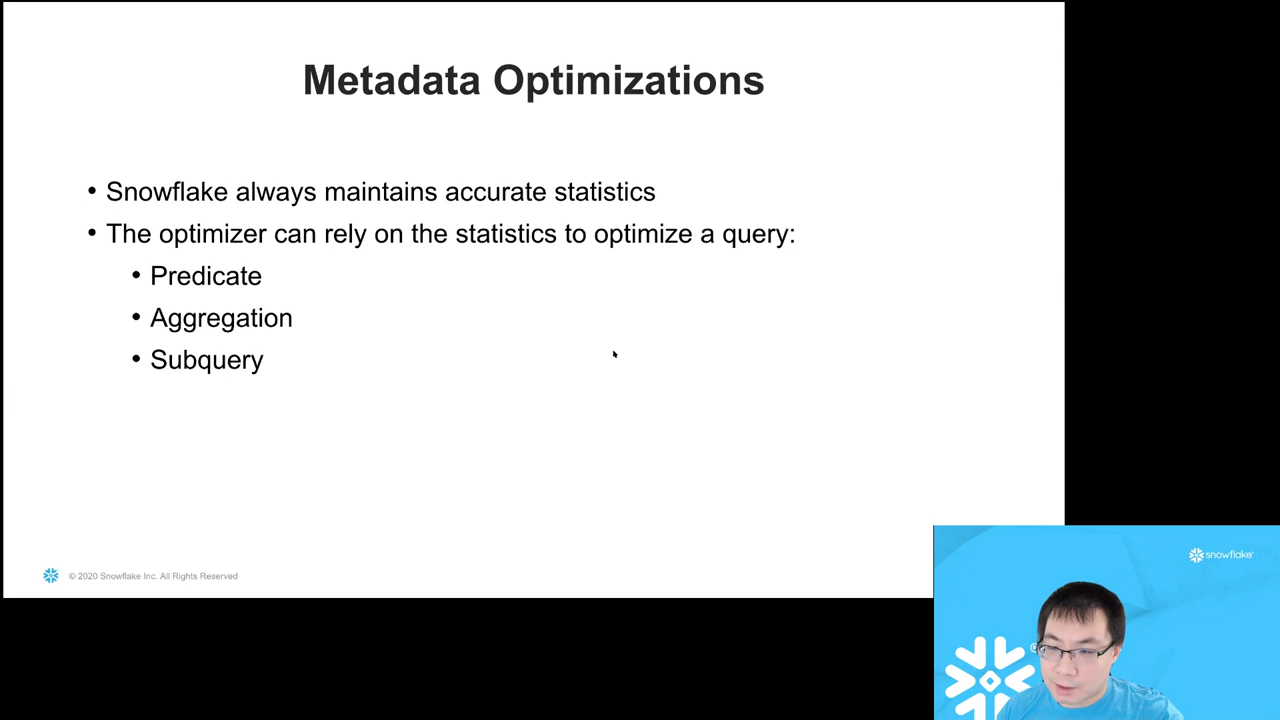 Metadata Optimizations
• Snowflake always maintains accurate statistics
• The optimizer can rely on the statistics to optimize a query:
• Predicate
• Aggregation
• Subquery
© 2020 Snowflake Inc. All Rights Reserved
snowflake